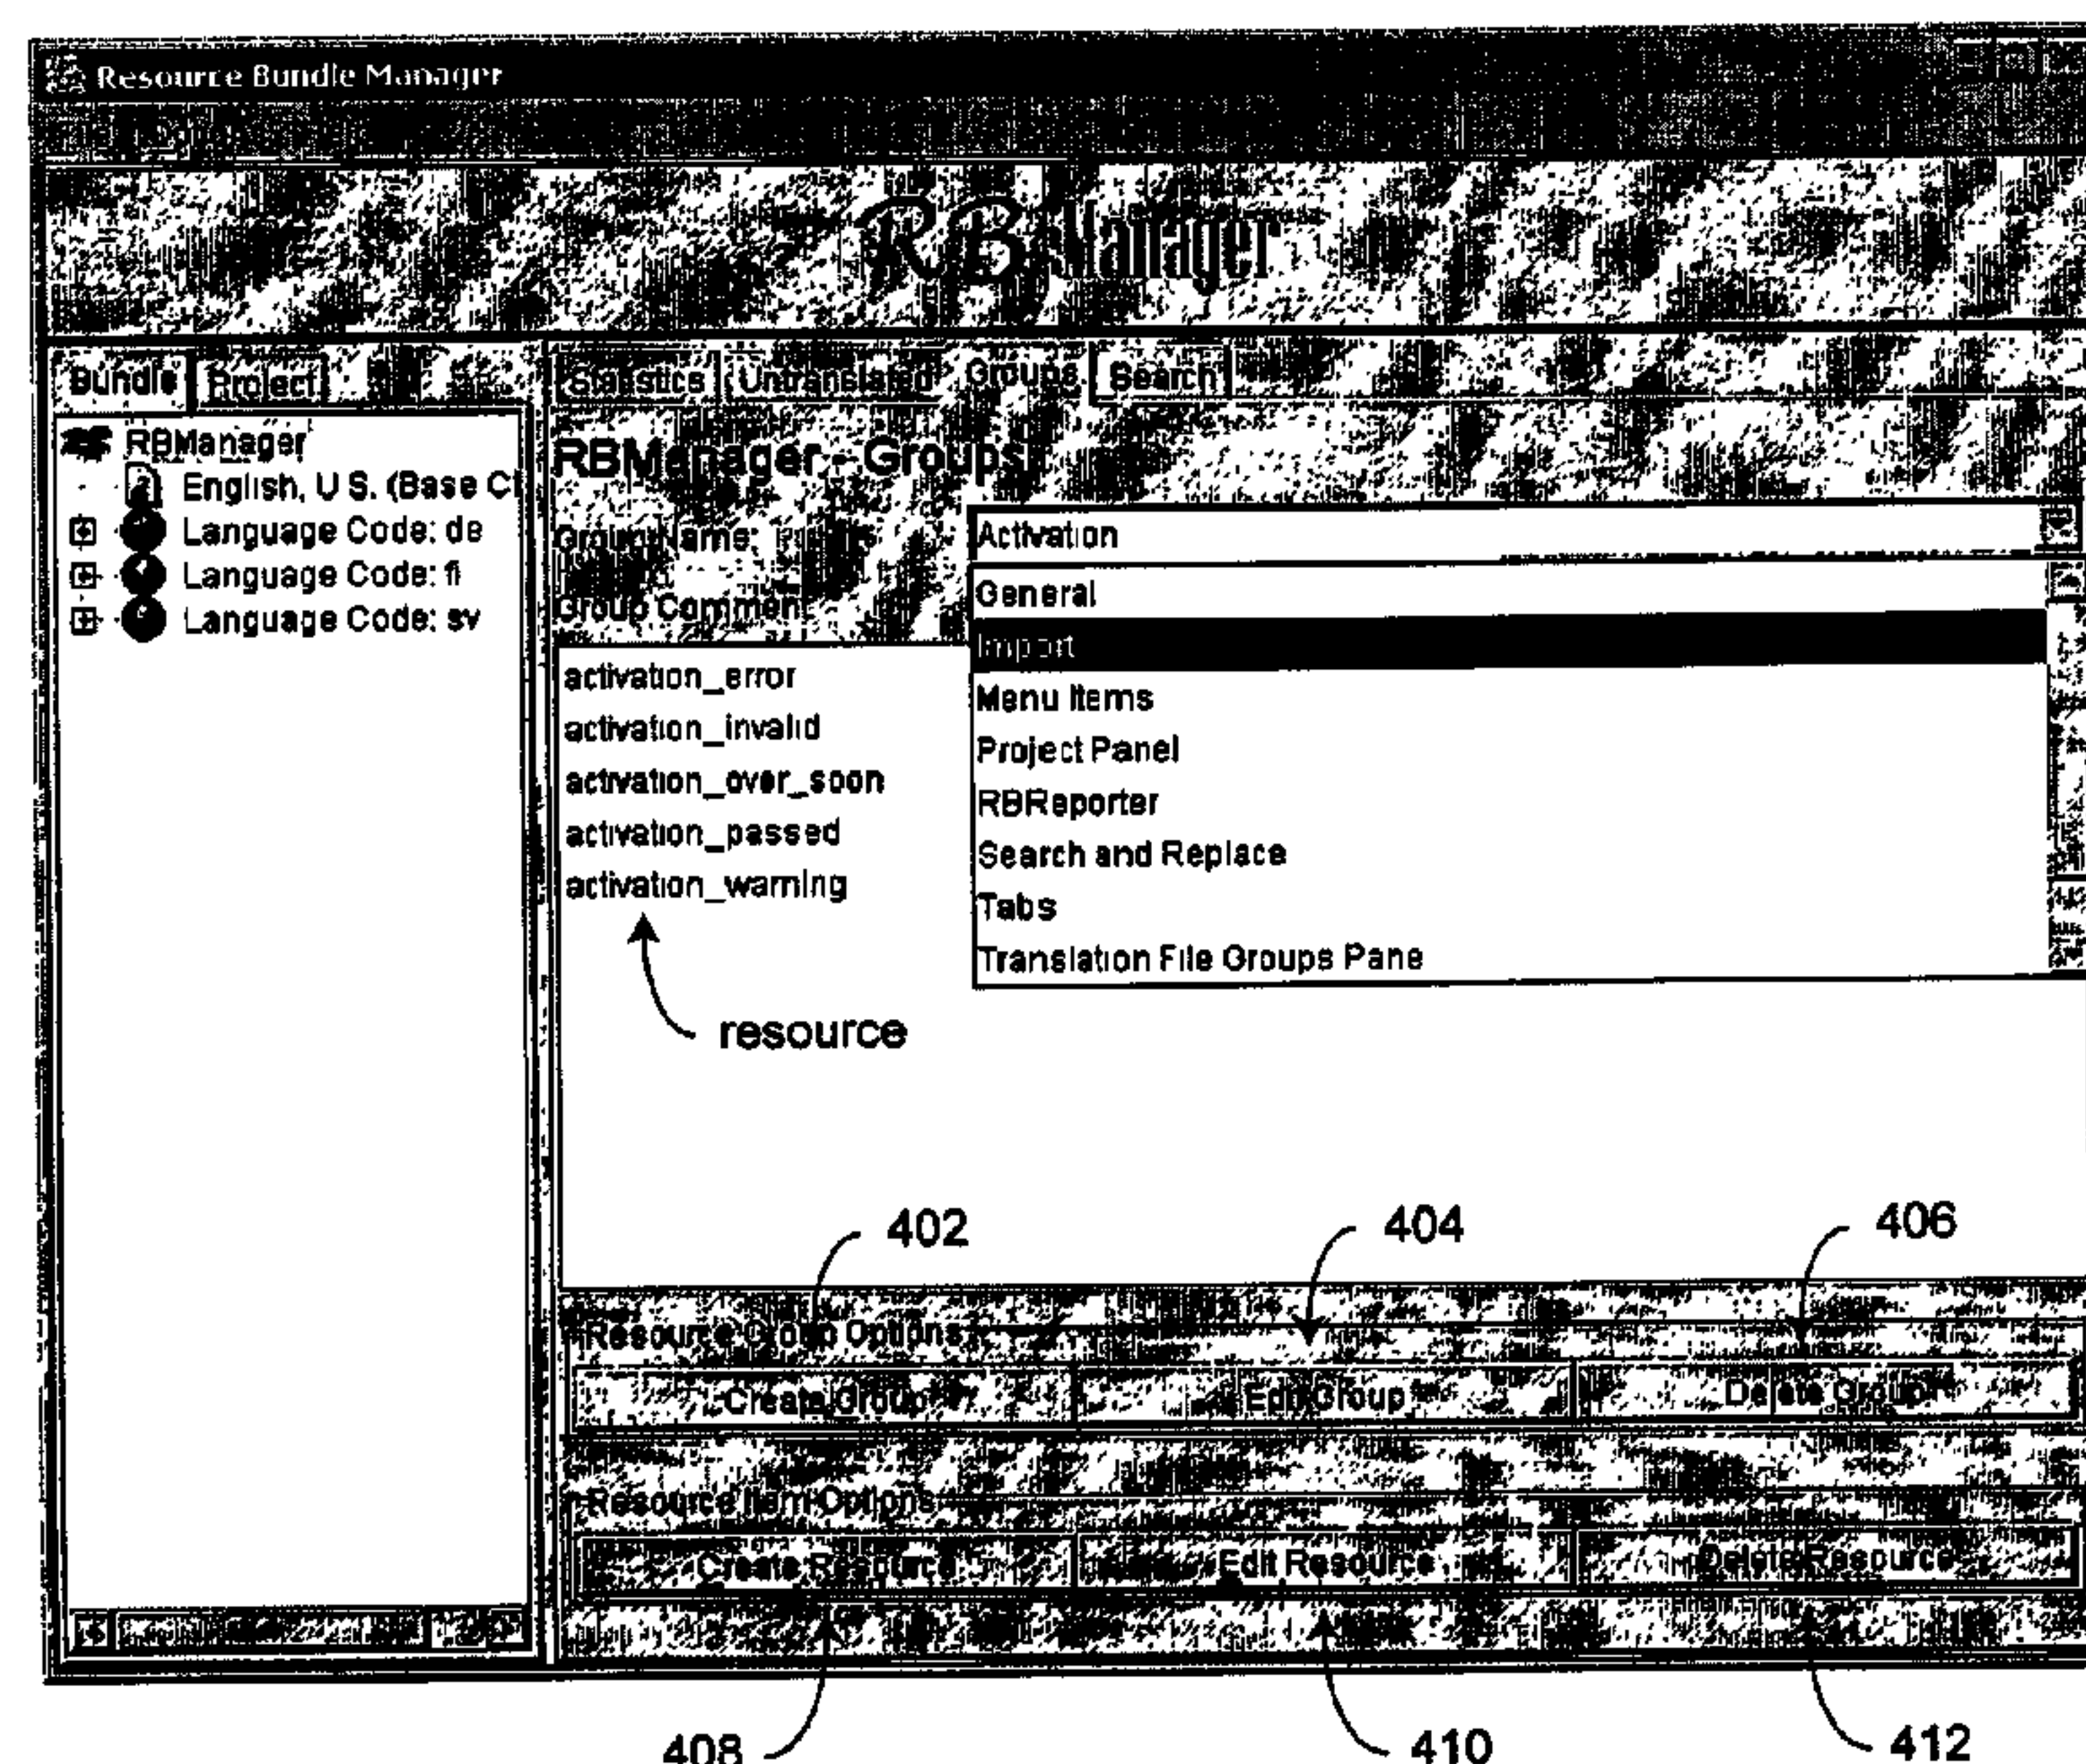 Resource Bundle Manager
RBManager
Bundle Project
Statistics Untranslated Groups Search
RBManager
English, U S. (Base Cl
Language Code: de
Language Code: fi
Language Code: sv
RBManager - Groups
Group Name:
Activation
Group Comment
General
Import
Menu Items
Project Panel
RBReporter
Search and Replace
Tabs
Translation File Groups Pane
activation_error
activation_invalid
activation_over_soon
activation_passed
activation_warning
resource
402 404 406
Resource Group Options
Create Group Edit Group Delete Group
Resource Item Options
Create Resource Edit Resource Delete Resource
408 410 412